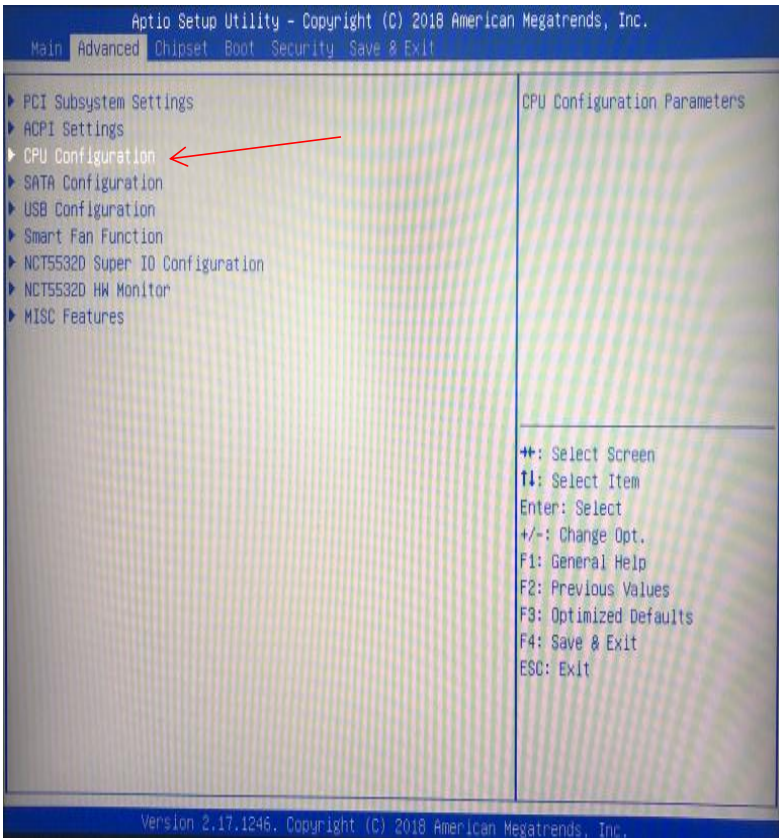 Aptio Setup Utility – Copyright (C) 2018 American Megatrends, Inc.
Main Advanced Chipset Boot Security Save & Exit
PCI Subsystem Settings
ACPI Settings
CPU Configuration
SATA Configuration
USB Configuration
Smart Fan Function
NCT5532D Super IO Configuration
NCT5532D HW Monitor
MISC Features
CPU Configuration Parameters
→←: Select Screen
↑↓: Select Item
Enter: Select
+/-: Change Opt.
F1: General Help
F2: Previous Values
F3: Optimized Defaults
F4: Save & Exit
ESC: Exit
Version 2.17.1246. Copyright (C) 2018 American Megatrends, Inc.